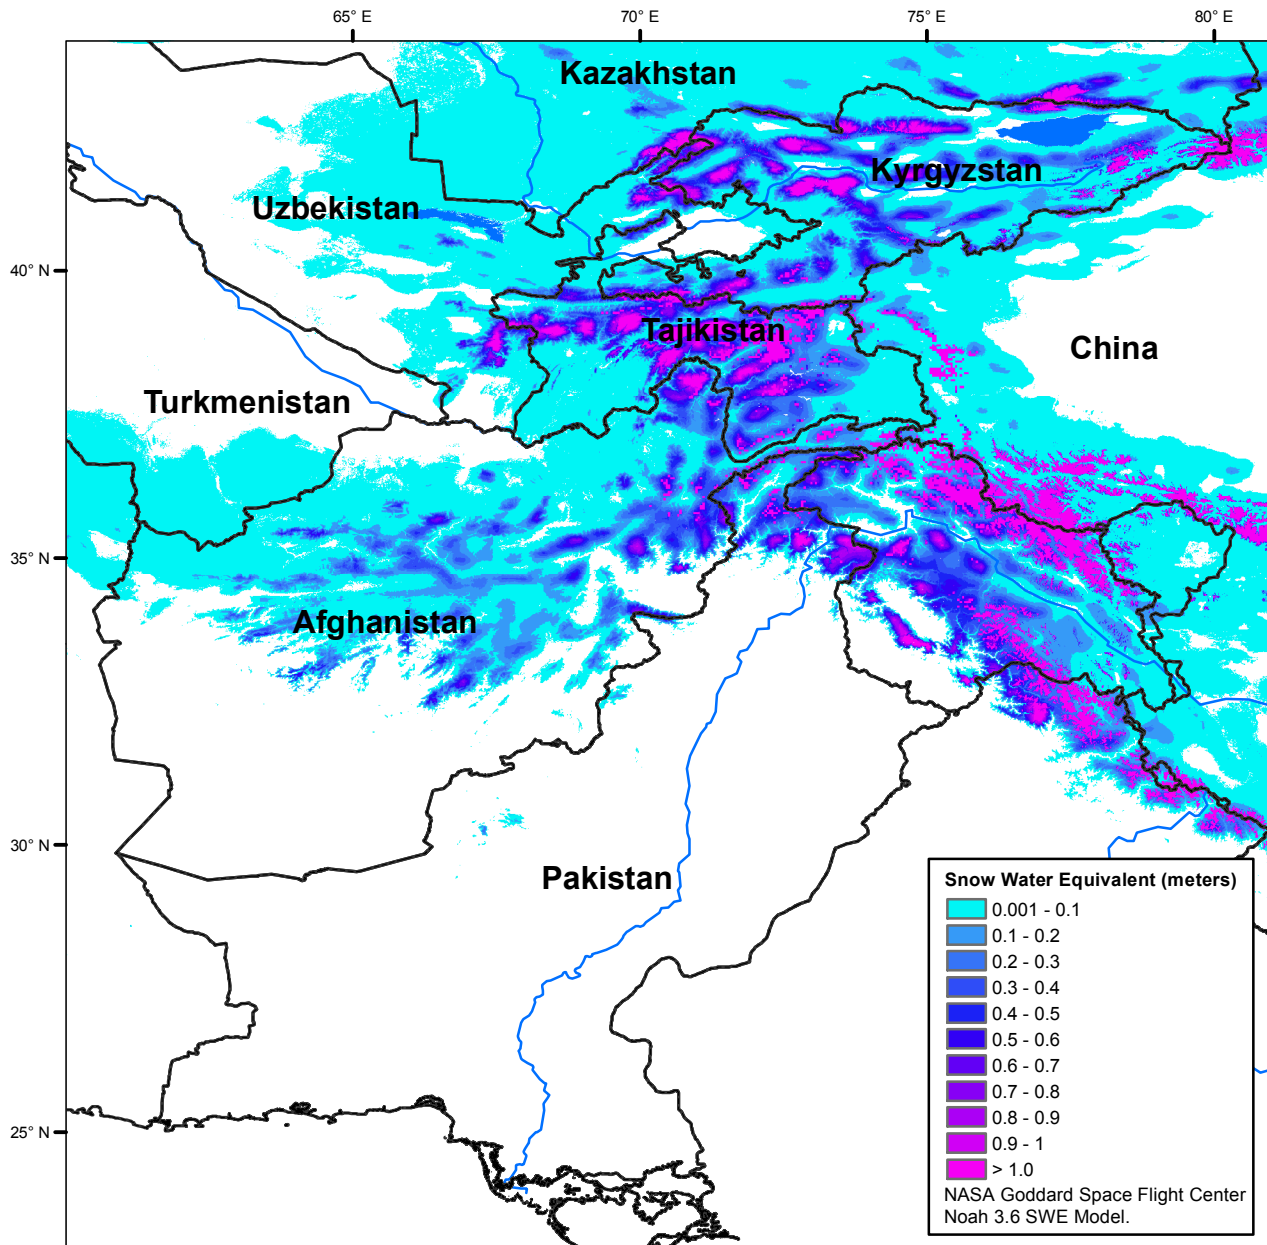 65° E 70° E 75° E 80° E
Kazakhstan
Kyrgyzstan
Uzbekistan
40° N
Tajikistan
China
Turkmenistan
35° N
Afghanistan
30° N
Pakistan
25° N
Snow Water Equivalent (meters)
0.001 - 0.1
0.1 - 0.2
0.2 - 0.3
0.3 - 0.4
0.4 - 0.5
0.5 - 0.6
0.6 - 0.7
0.7 - 0.8
0.8 - 0.9
0.9 - 1
> 1.0
NASA Goddard Space Flight Center
Noah 3.6 SWE Model.